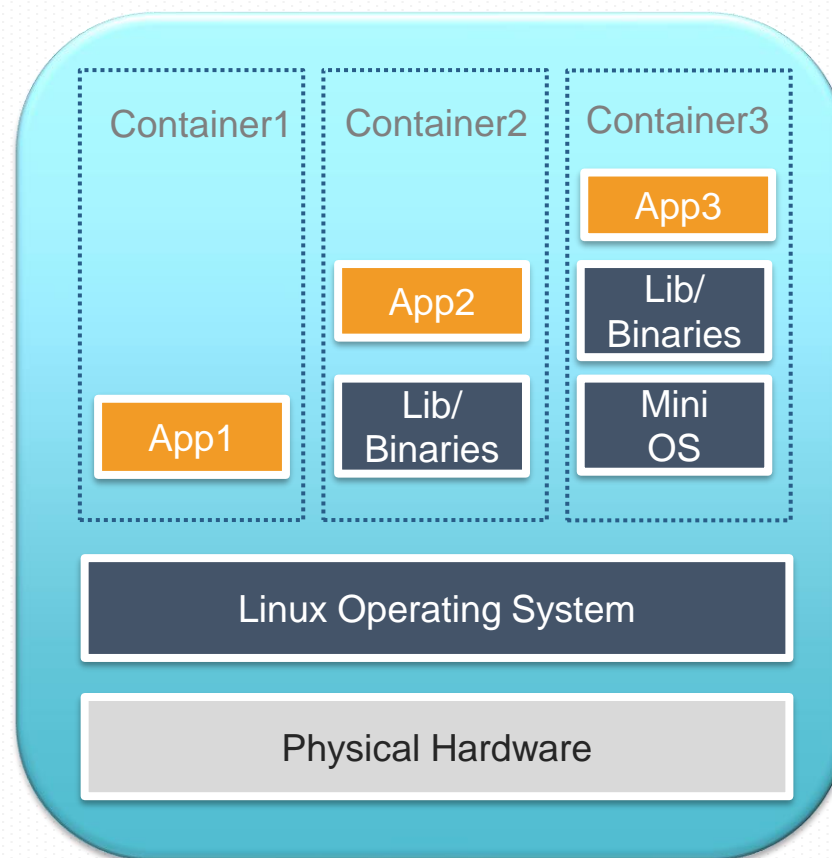 Container1
Container2
Container3
App3
App2
Lib/
Binaries
App1
Lib/
Binaries
Mini
OS
Linux Operating System
Physical Hardware